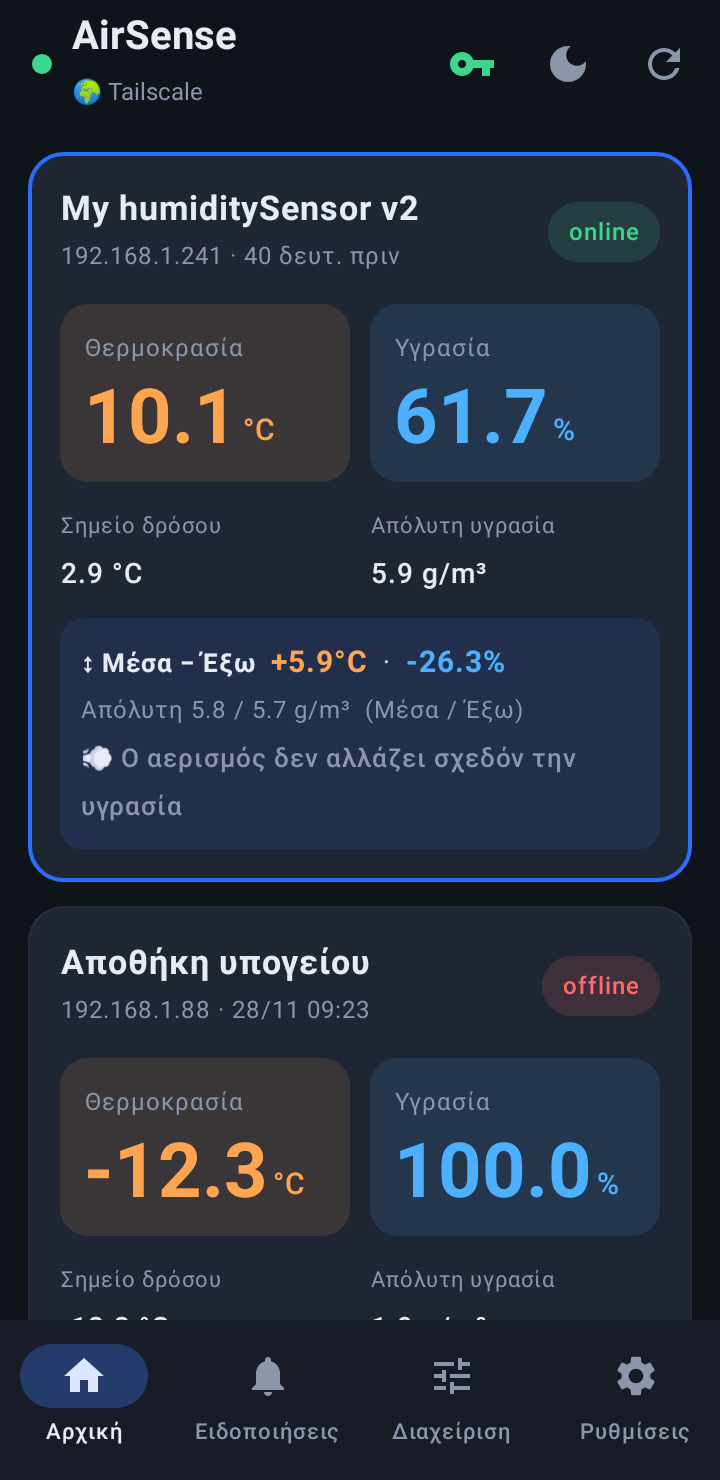 AirSense
🌍 Tailscale
My humiditySensor v2
192.168.1.241 · 40 δευτ. πριν
online
Θερμοκρασία
10.1 °C
Υγρασία
61.7 %
Σημείο δρόσου
2.9 °C
Απόλυτη υγρασία
5.9 g/m³
↕ Μέσα – Έξω +5.9°C · -26.3%
Απόλυτη 5.8 / 5.7 g/m³ (Μέσα / Έξω)
💨 Ο αερισμός δεν αλλάζει σχεδόν την
υγρασία
Αποθήκη υπογείου
192.168.1.88 · 28/11 09:23
offline
Θερμοκρασία
-12.3 °C
Υγρασία
100.0 %
Σημείο δρόσου
Απόλυτη υγρασία
Αρχική
Ειδοποιήσεις
Διαχείριση
Ρυθμίσεις